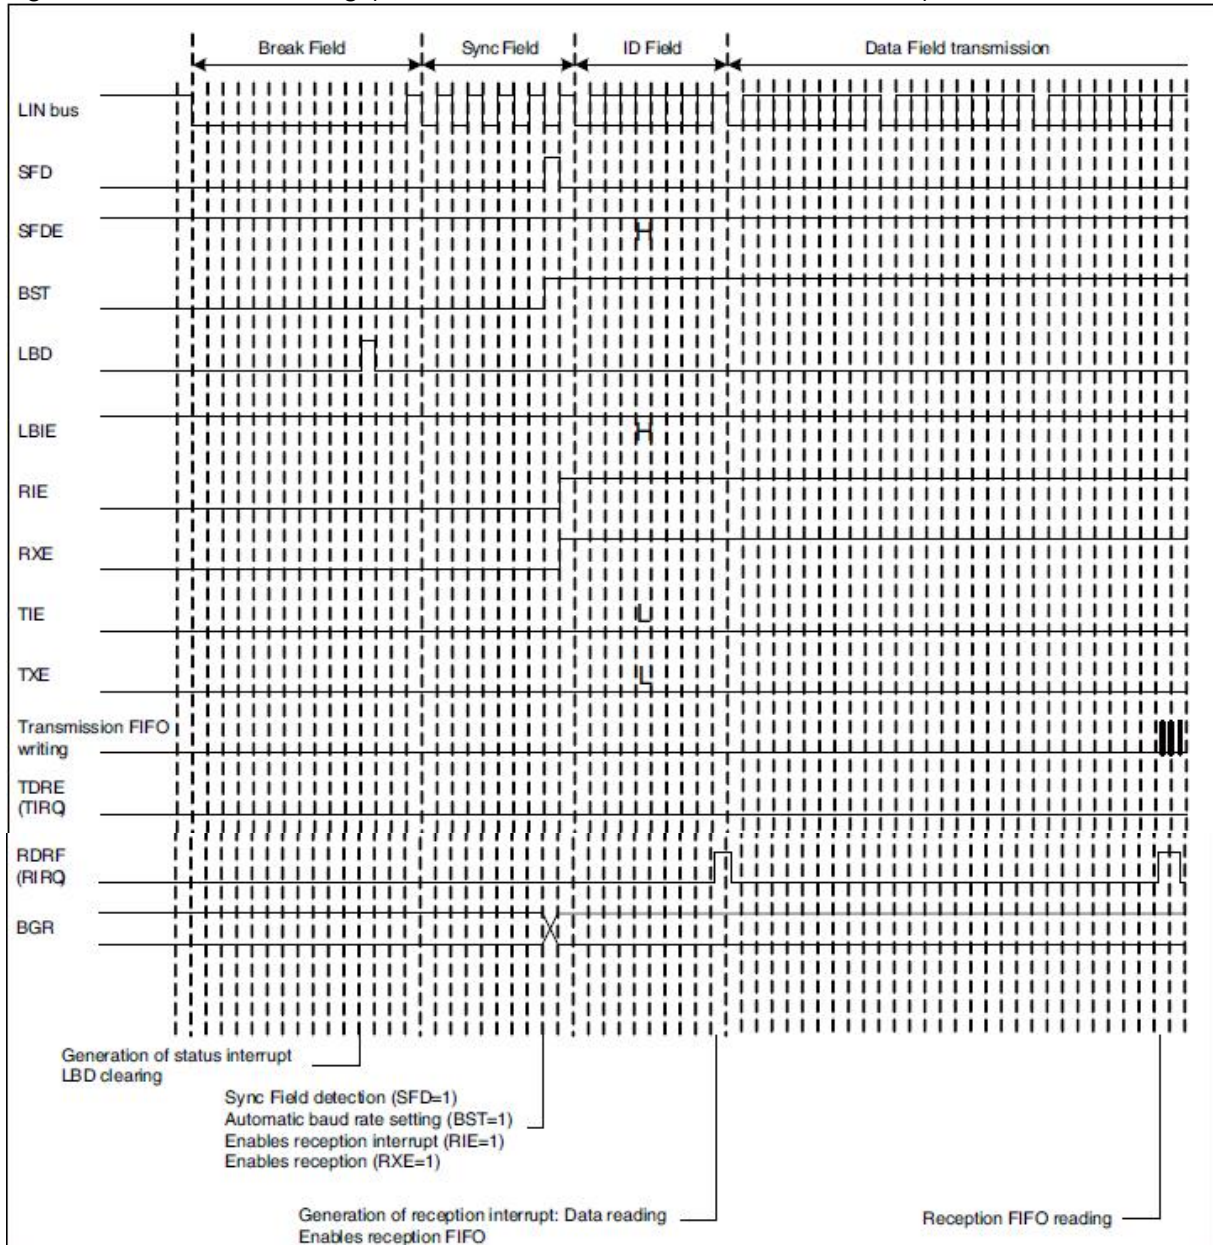 Break Field Sync Field ID Field Data Field transmission
LIN bus
SFD
SFDE
H
BST
LBD
LBIE
H
RIE
RXE
TIE
L
TXE
L
Transmission FIFO
writing
TDRE
(TIRQ)
RDRF
(RIRQ)
BGR
Generation of status interrupt
LBD clearing
Sync Field detection (SFD=1)
Automatic baud rate setting (BST=1)
Enables reception interrupt (RIE=1)
Enables reception (RXE=1)
Generation of reception interrupt: Data reading
Enables reception FIFO
Reception FIFO reading